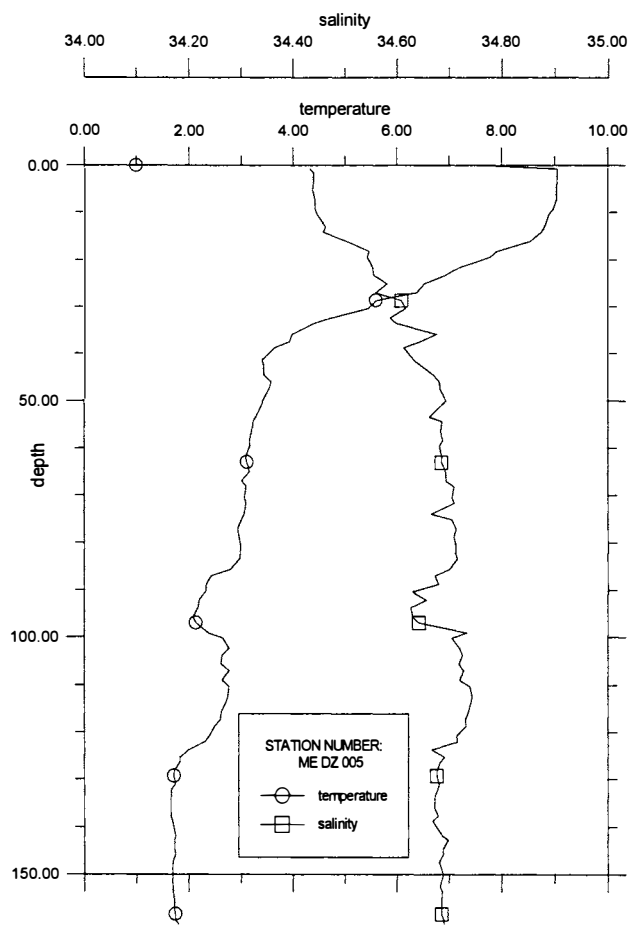 salinity
34.00 34.20 34.40 34.60 34.80 35.00
temperature
0.00 2.00 4.00 6.00 8.00 10.00
0.00
50.00
depth
100.00
150.00
STATION NUMBER:
ME DZ 005
temperature
salinity